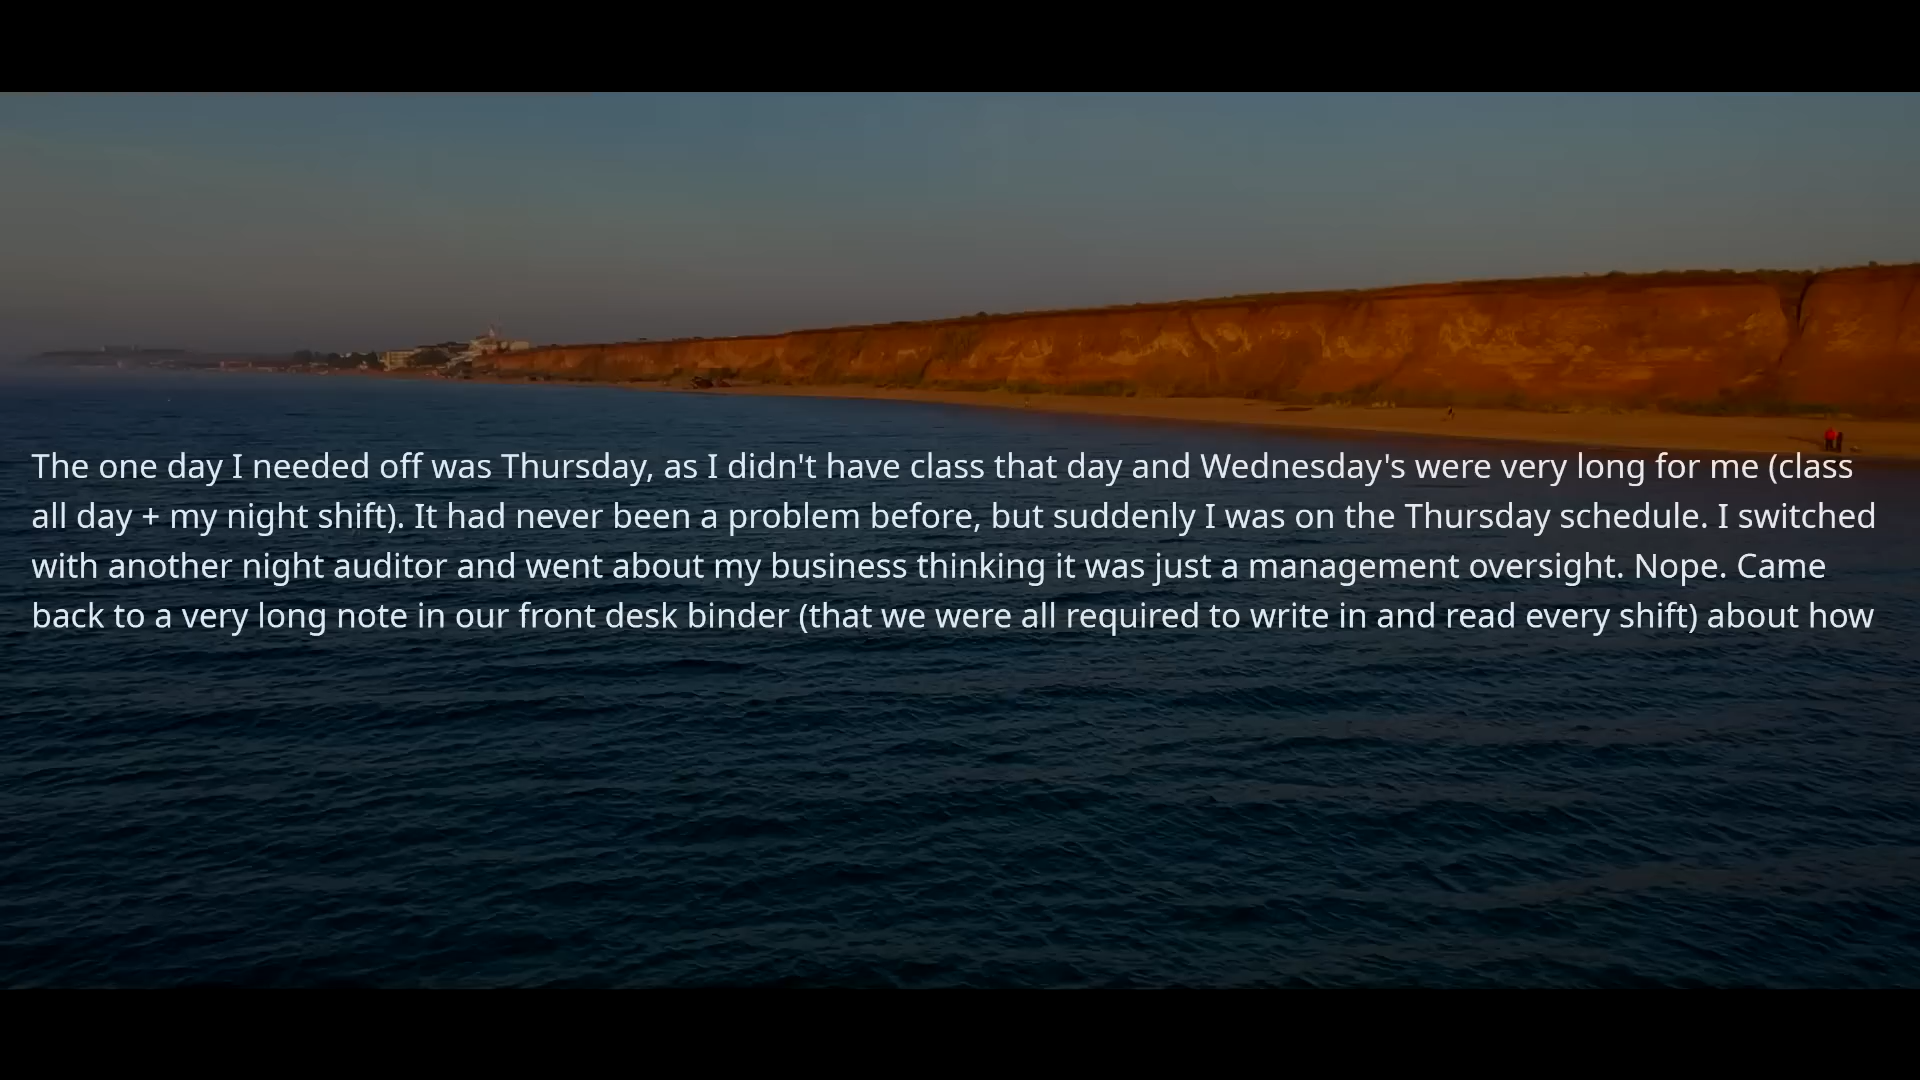 The one day I needed off was Thursday, as I didn't have class that day and Wednesday's were very long for me (class
all day + my night shift). It had never been a problem before, but suddenly I was on the Thursday schedule. I switched
with another night auditor and went about my business thinking it was just a management oversight. Nope. Came
back to a very long note in our front desk binder (that we were all required to write in and read every shift) about how